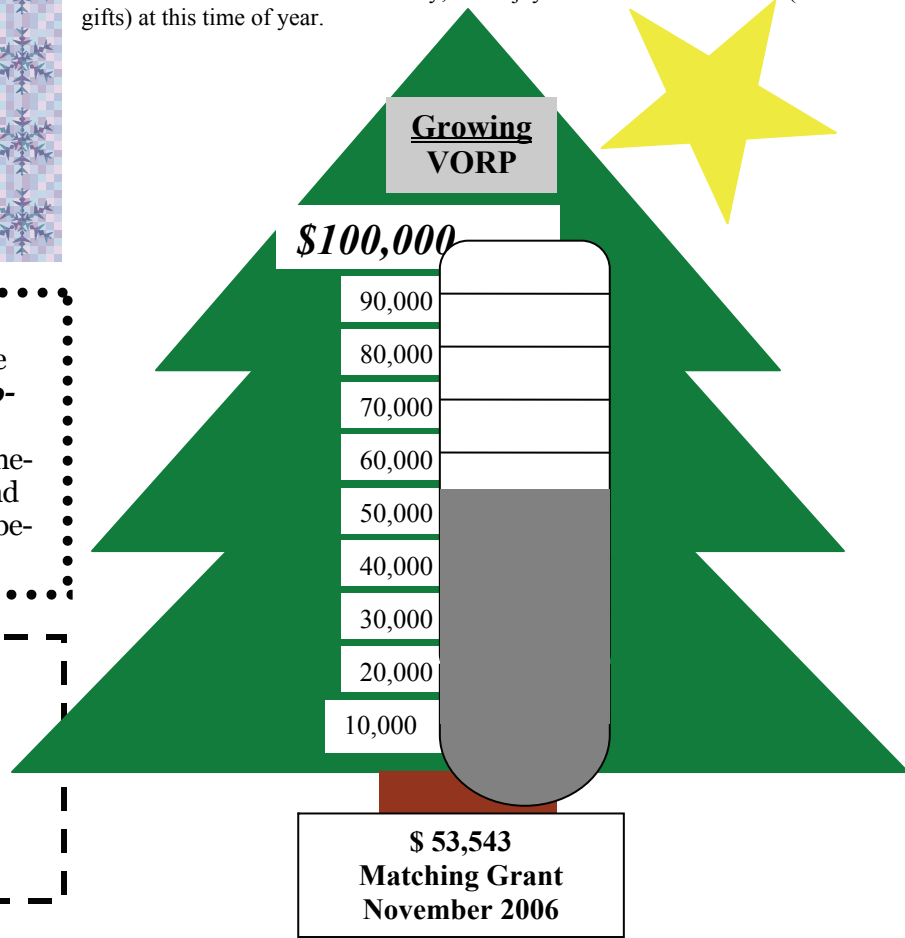 gifts) at this time of year.
Growing
VORP
$100,000
90,000
80,000
70,000
60,000
50,000
40,000
30,000
20,000
10,000
$ 53,543
Matching Grant
November 2006